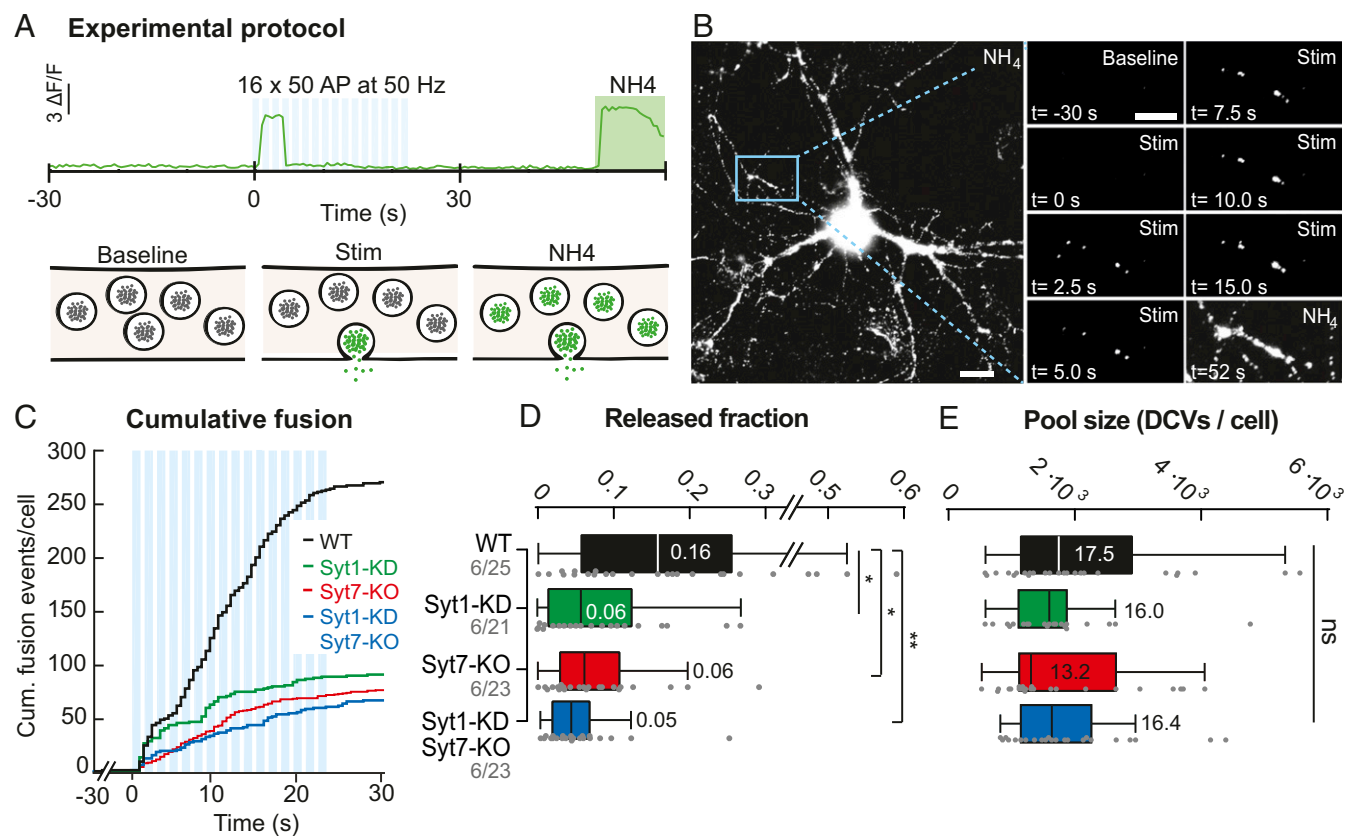 A Experimental protocol
3 ΔF/F
16 x 50 AP at 50 Hz
NH4
-30
0
30
Time (s)
Baseline
Stim
NH4
B
NH4
Baseline
t= -30 s
Stim
t= 7.5 s
t= 0 s
Stim
t= 10.0 s
Stim
t= 2.5 s
Stim
t= 15.0 s
Stim
t= 5.0 s
NH4
t=52 s
C Cumulative fusion
Cum. fusion events/cell
300
250
200
150
100
50
0
WT
Syt1-KD
Syt7-KO
Syt1-KD
Syt7-KO
-30 0 10 20 30
Time (s)
D Released fraction
0 0.1 0.2 0.3 0.5 0.6
WT
6/25
0.16
Syt1-KD
6/21
0.06
Syt7-KO
6/23
0.06
Syt1-KD
Syt7-KO
6/23
0.05
*
*
**
E Pool size (DCVs / cell)
0 2·10³ 4·10³ 6·10³
17.5
16.0
13.2
16.4
ns